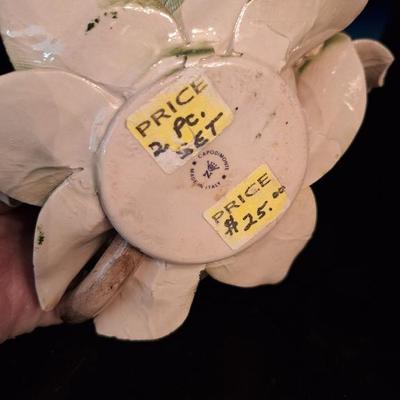 PRICE
2 PC.
SET
CAPODIMONTE
MADE IN ITALY
PRICE
$25.00